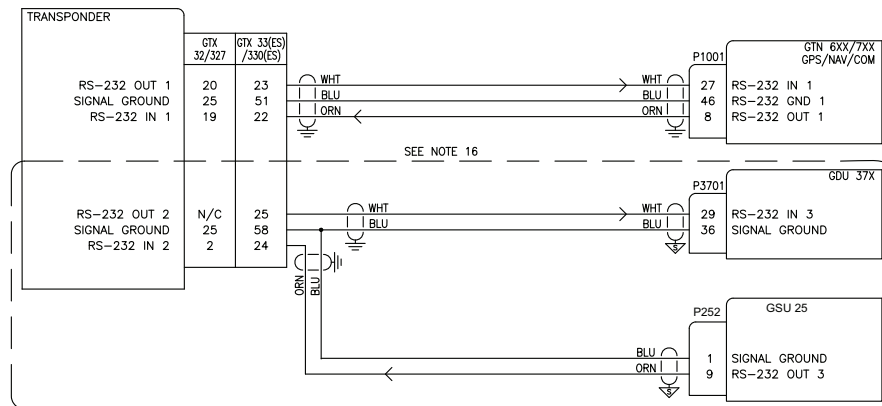 TRANSPONDER
GTX 32/327
GTX 33(ES) /330(ES)
RS-232 OUT 1 20 23
SIGNAL GROUND 25 51
RS-232 IN 1 19 22
WHT WHT
BLU BLU
ORN ORN
P1001
GTN 6XX/7XX
GPS/NAV/COM
27 RS-232 IN 1
46 RS-232 GND 1
8 RS-232 OUT 1
SEE NOTE 16
RS-232 OUT 2 N/C 25
SIGNAL GROUND 25 58
RS-232 IN 2 2 24
WHT WHT
BLU BLU
P3701
GDU 37X
29 RS-232 IN 3
36 SIGNAL GROUND
S
ORN
BLU
P252
GSU 25
BLU 1 SIGNAL GROUND
ORN 9 RS-232 OUT 3
S